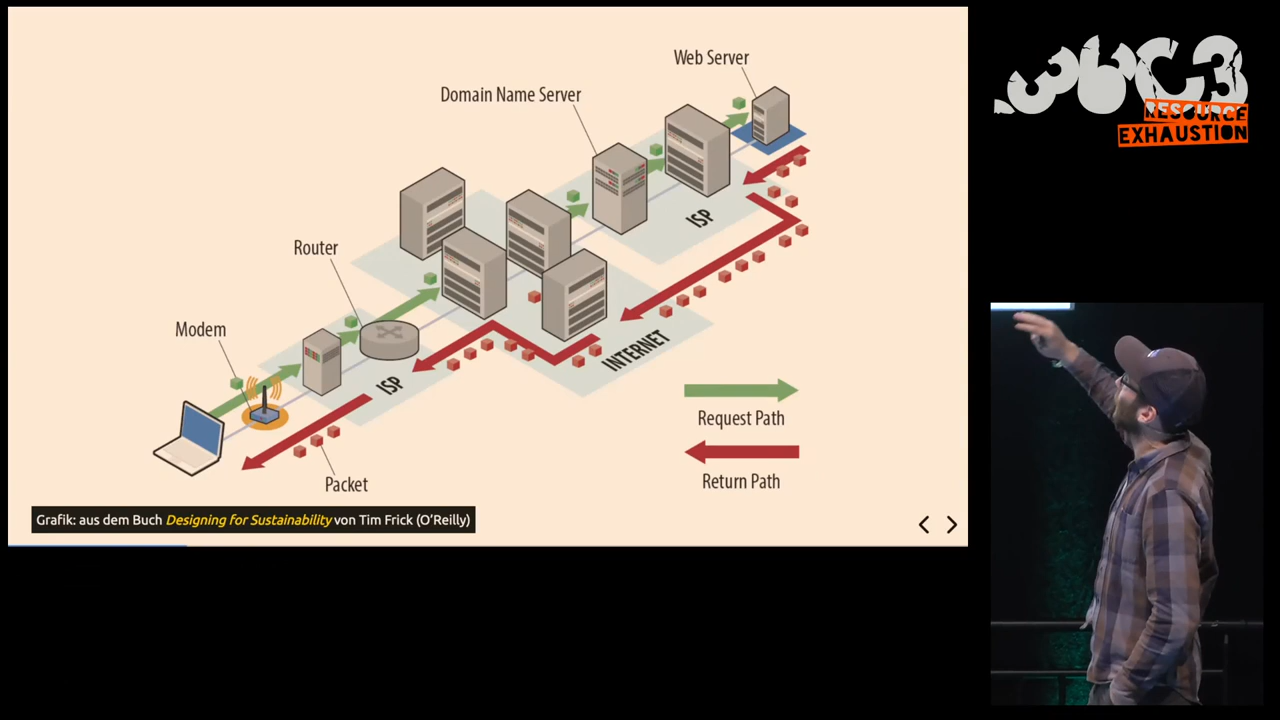 Web Server
Domain Name Server
Router
Modem
ISP
ISP
INTERNET
Packet
Request Path
Return Path
Grafik: aus dem Buch Designing for Sustainability von Tim Frick (O'Reilly)
36C3
RESOURCE
EXHAUSTION